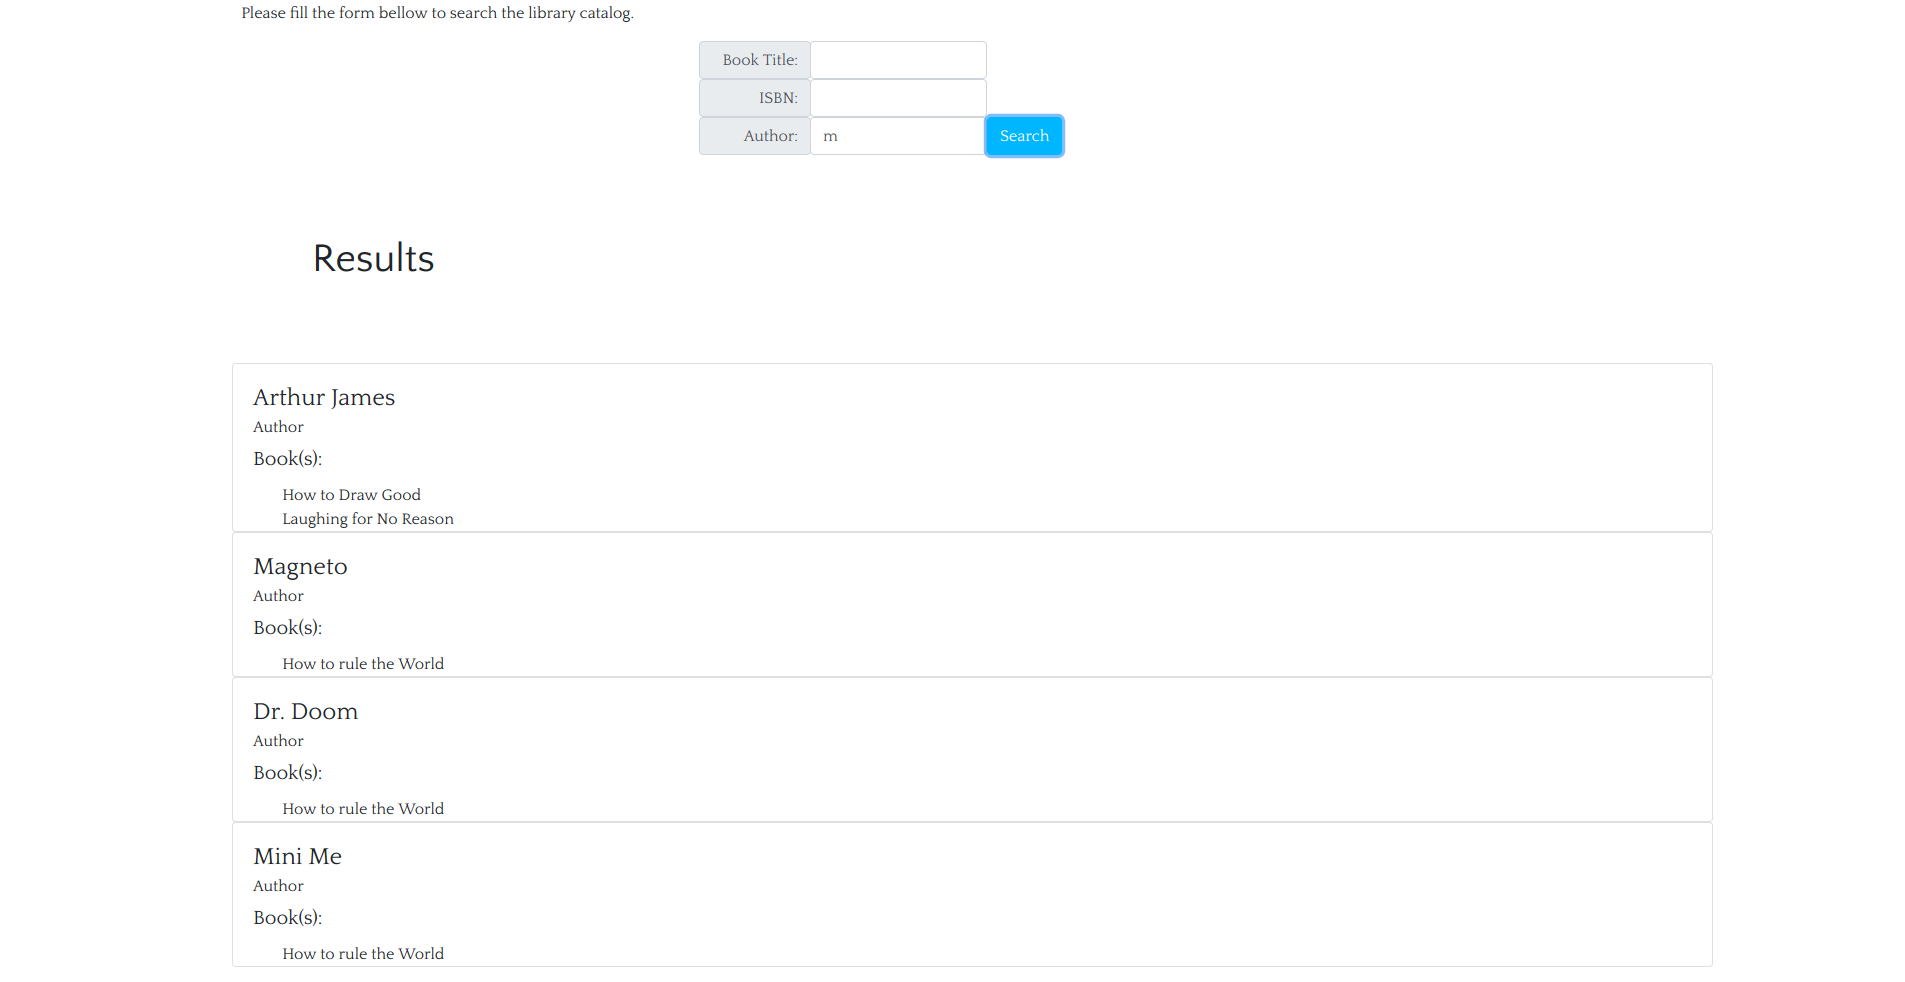 Please fill the form bellow to search the library catalog.
Book Title:
ISBN:
Author: m Search
Results
Arthur James
Author
Book(s):
How to Draw Good
Laughing for No Reason
Magneto
Author
Book(s):
How to rule the World
Dr. Doom
Author
Book(s):
How to rule the World
Mini Me
Author
Book(s):
How to rule the World